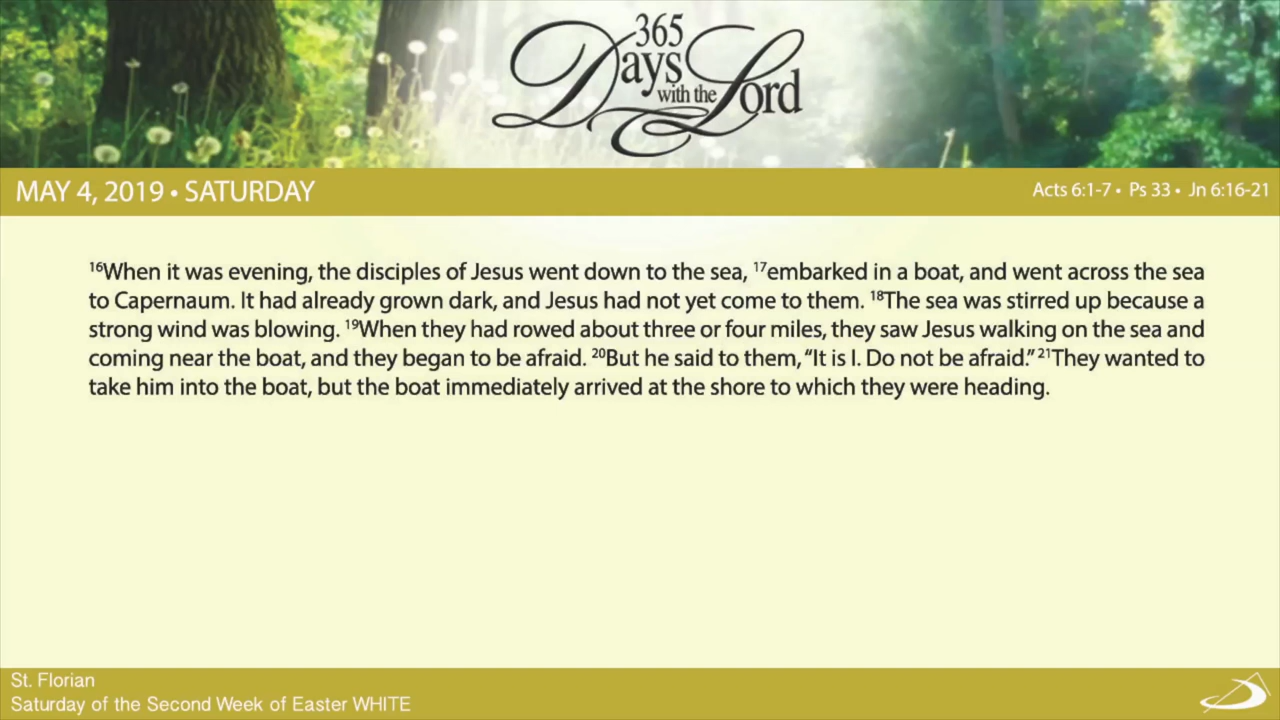 365
Days
with the Lord
MAY 4, 2019 • SATURDAY
Acts 6:1-7 • Ps 33 • Jn 6:16-21
16When it was evening, the disciples of Jesus went down to the sea, 17embarked in a boat, and went across the sea
to Capernaum. It had already grown dark, and Jesus had not yet come to them. 18The sea was stirred up because a
strong wind was blowing. 19When they had rowed about three or four miles, they saw Jesus walking on the sea and
coming near the boat, and they began to be afraid. 20But he said to them, “It is I. Do not be afraid.” 21They wanted to
take him into the boat, but the boat immediately arrived at the shore to which they were heading.
St. Florian
Saturday of the Second Week of Easter WHITE